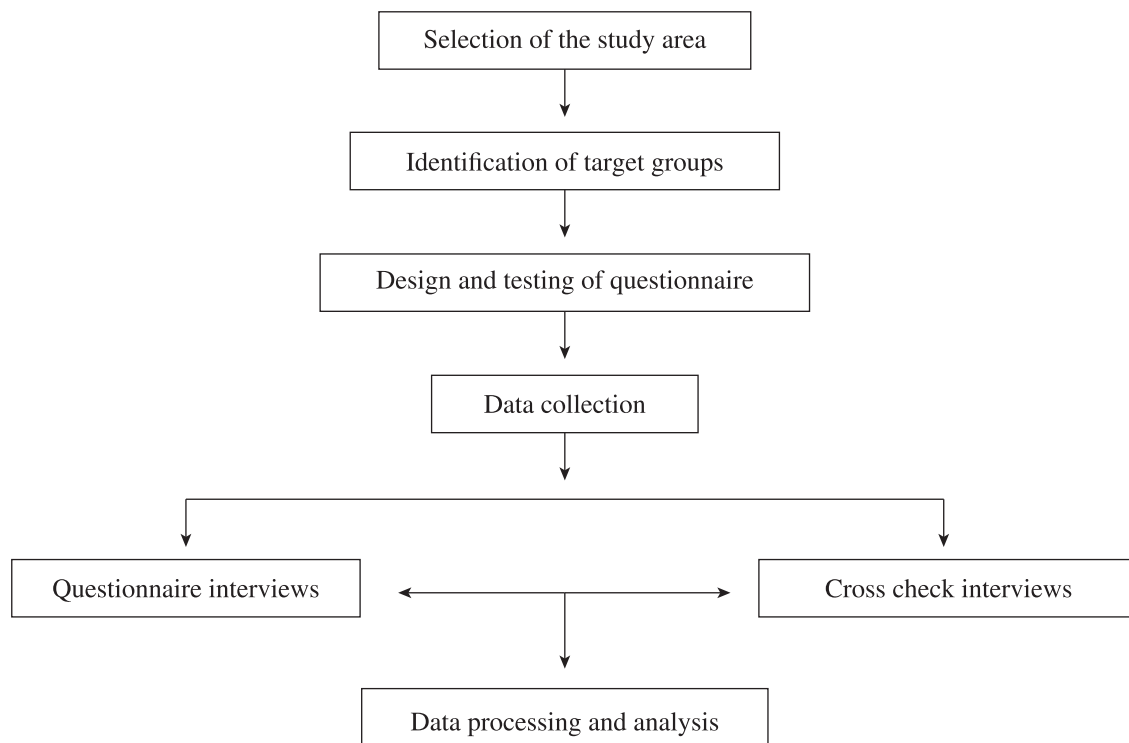 Selection of the study area
Identification of target groups
Design and testing of questionnaire
Data collection
Questionnaire interviews
Cross check interviews
Data processing and analysis